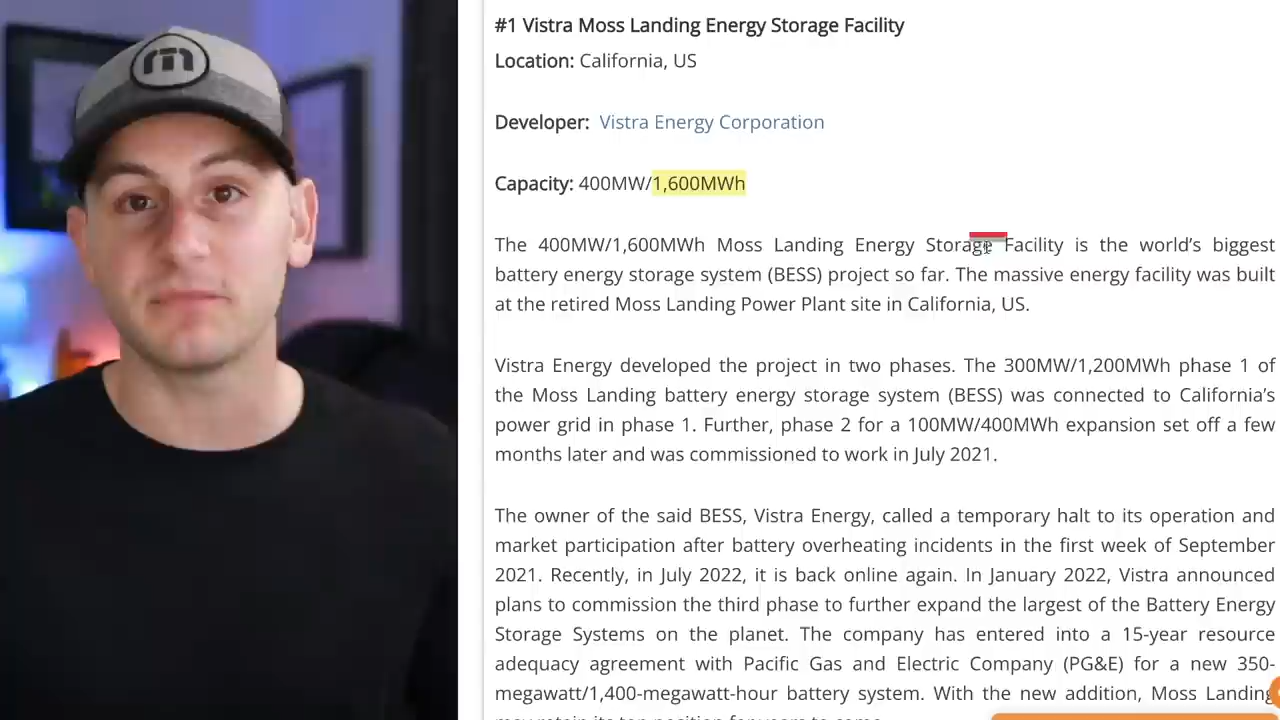 #1 Vistra Moss Landing Energy Storage Facility
Location: California, US
Developer: Vistra Energy Corporation
Capacity: 400MW/1,600MWh
The 400MW/1,600MWh Moss Landing Energy Storage Facility is the world’s biggest
battery energy storage system (BESS) project so far. The massive energy facility was built
at the retired Moss Landing Power Plant site in California, US.
Vistra Energy developed the project in two phases. The 300MW/1,200MWh phase 1 of
the Moss Landing battery energy storage system (BESS) was connected to California’s
power grid in phase 1. Further, phase 2 for a 100MW/400MWh expansion set off a few
months later and was commissioned to work in July 2021.
The owner of the said BESS, Vistra Energy, called a temporary halt to its operation and
market participation after battery overheating incidents in the first week of September
2021. Recently, in July 2022, it is back online again. In January 2022, Vistra announced
plans to commission the third phase to further expand the largest of the Battery Energy
Storage Systems on the planet. The company has entered into a 15-year resource
adequacy agreement with Pacific Gas and Electric Company (PG&E) for a new 350-
megawatt/1,400-megawatt-hour battery system. With the new addition, Moss Landing